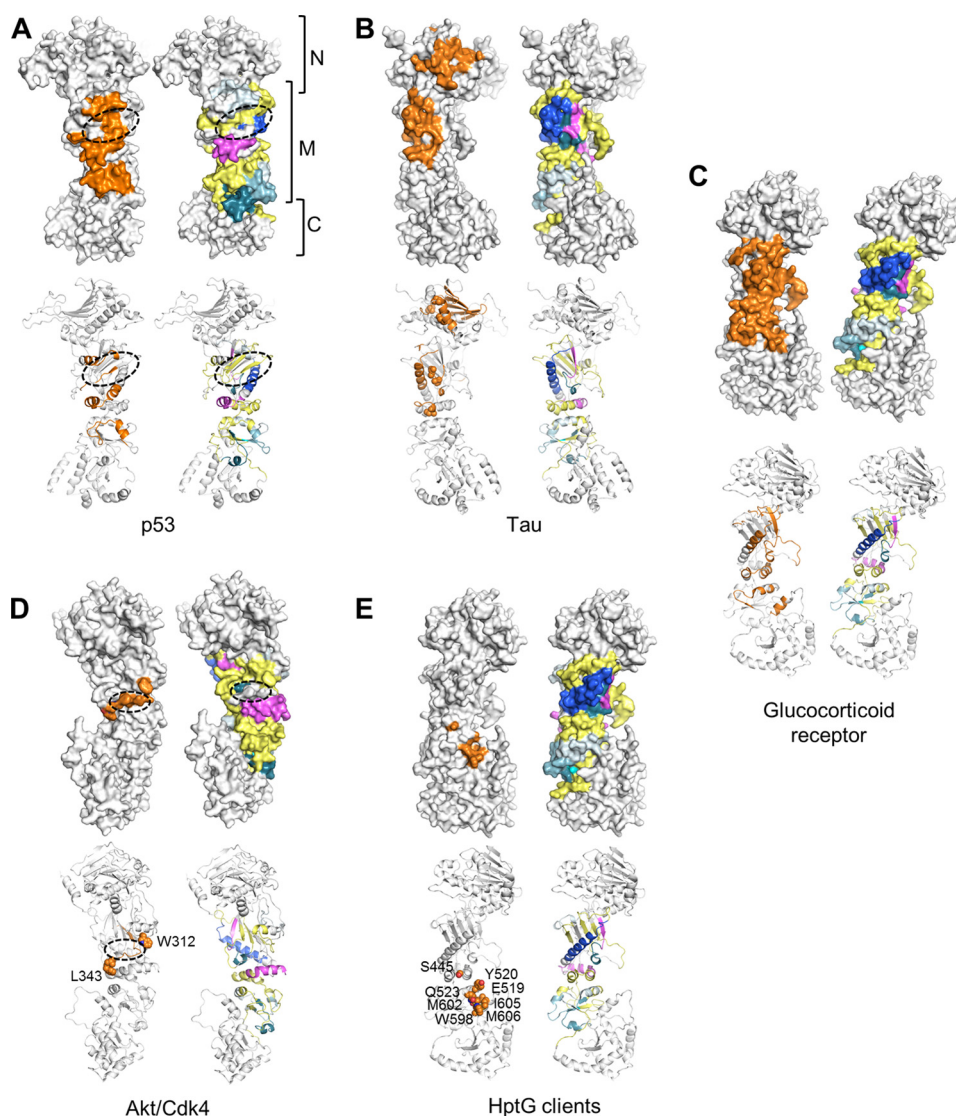 A
N
M
C
p53
B
Tau
C
Glucocorticoid
receptor
D
W312
L343
Akt/Cdk4
E
S445
Y520
Q523
E519
M602
I605
W598
M606
HptG clients